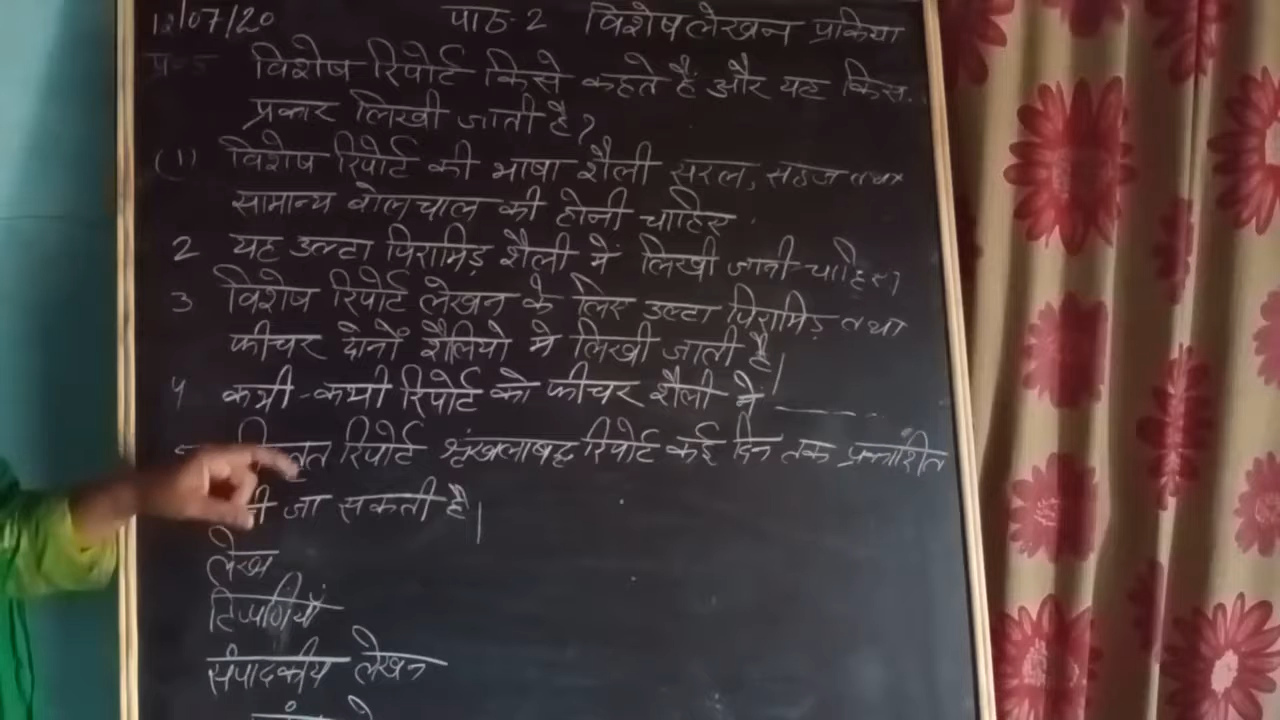 12/07/20 पाठ-2 विशेष लेखन प्रक्रिया
विशेष रिपोर्ट किसे कहते हैं और यह किस
प्रकार लिखी जाती है?
(1) विशेष रिपोर्ट की भाषा शैली सरल, सहज तथा
सामान्य बोलचाल की होनी चाहिए
2 यह उल्टा पिरामिड़ शैली में लिखी जानी चाहिए।
3 विशेष रिपोर्ट लेखन के लिए उल्टा पिरामिड़ तथा
फीचर दोनों शैलियो मे लिखी जाती है।
4 कभी-कभी रिपोर्ट को फीचर शैली में ————
रिपोर्ट श्रृंखलाबद्ध रिपोर्ट कई दिन तक प्रकाशित
जा सकती है।
लेख
टिप्पणियाँ
संपादकीय लेखन